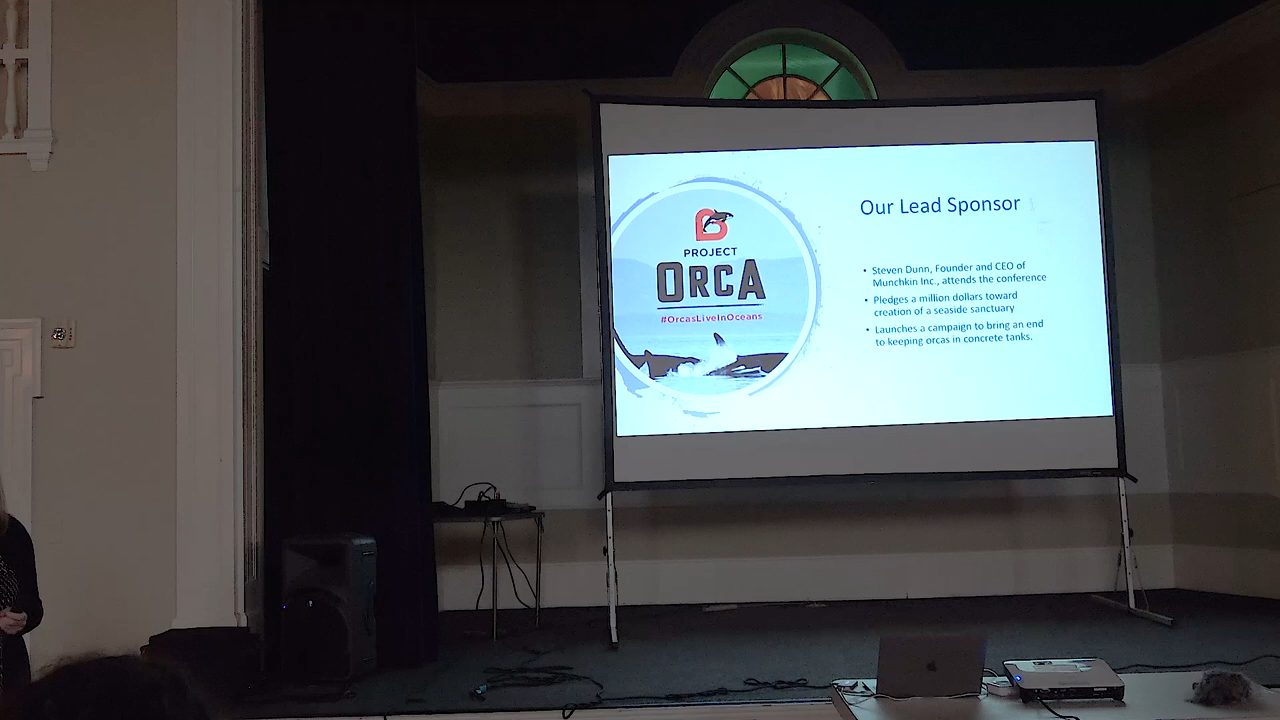 PROJECT
ORCA
#OrcasLiveInOceans
Our Lead Sponsor
• Steven Dunn, Founder and CEO of
Munchkin Inc., attends the conference
• Pledges a million dollars toward
creation of a seaside sanctuary
• Launches a campaign to bring an end
to keeping orcas in concrete tanks.